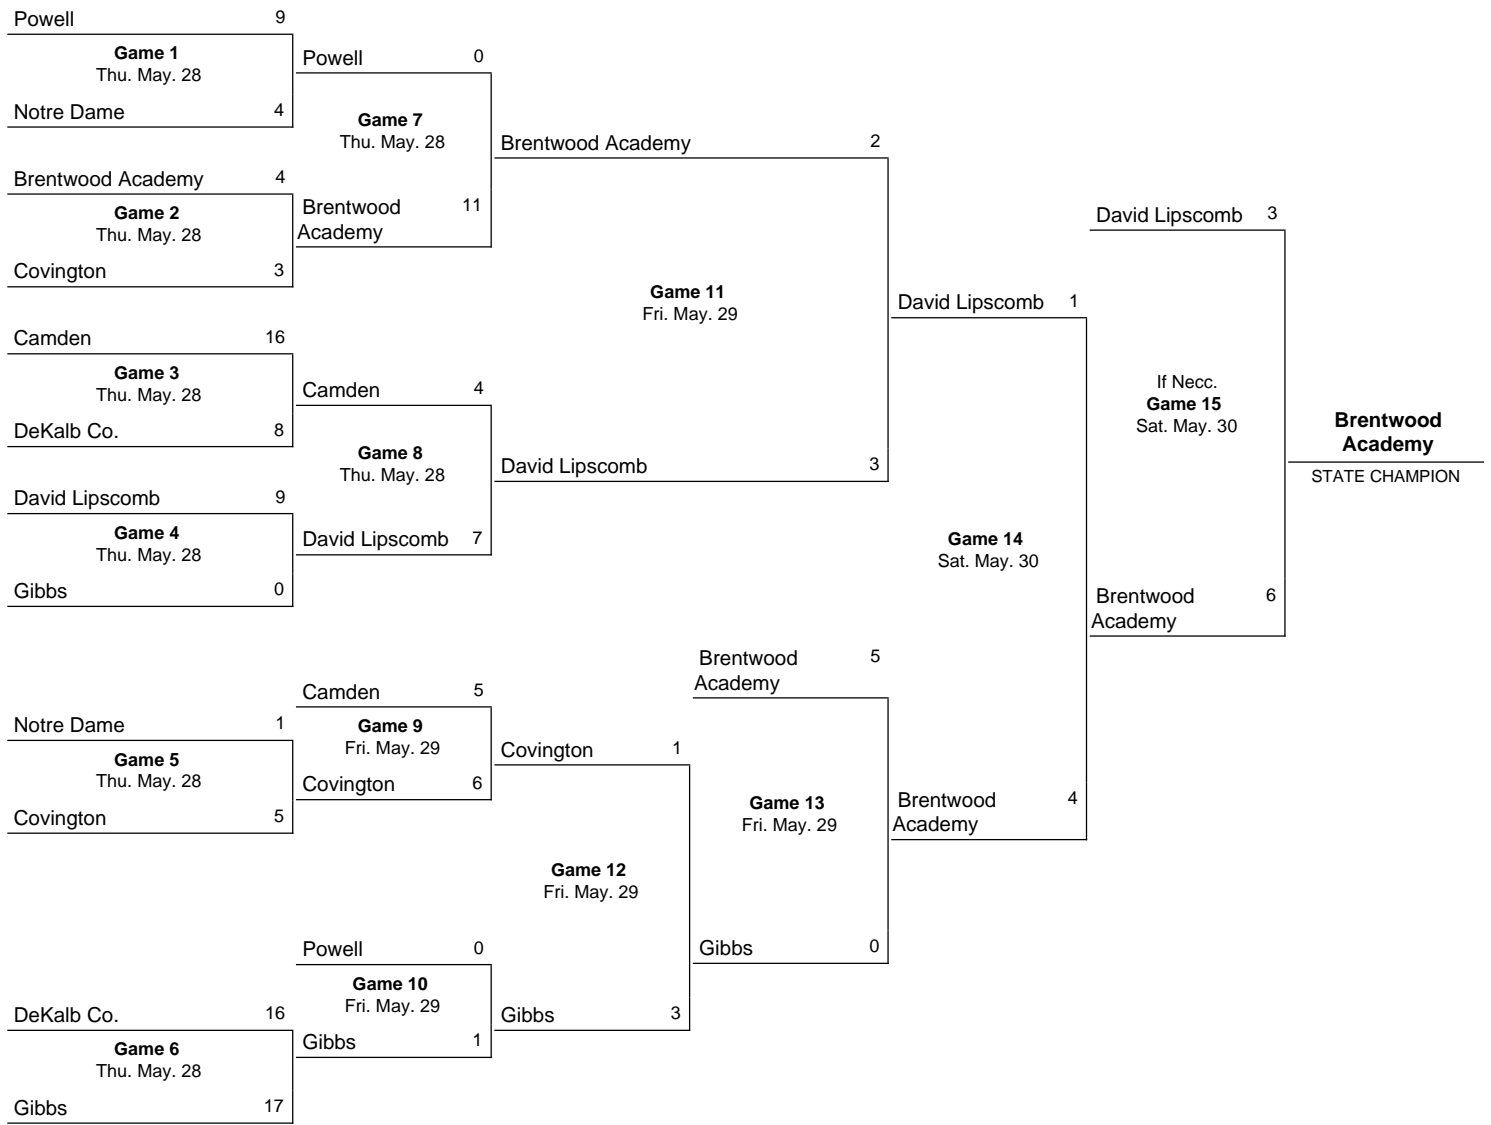 Powell 9
Game 1
Thu. May. 28
Notre Dame 4
Brentwood Academy 4
Game 2
Thu. May. 28
Covington 3
Camden 16
Game 3
Thu. May. 28
DeKalb Co. 8
David Lipscomb 9
Game 4
Thu. May. 28
Gibbs 0
Notre Dame 1
Game 5
Thu. May. 28
Covington 5
DeKalb Co. 16
Game 6
Thu. May. 28
Gibbs 17
Powell 0
Game 7
Thu. May. 28
Brentwood 11
Academy
Camden 4
Game 8
Thu. May. 28
David Lipscomb 7
Camden 5
Game 9
Fri. May. 29
Covington 6
Powell 0
Game 10
Fri. May. 29
Gibbs 1
Brentwood Academy 2
Game 11
Fri. May. 29
David Lipscomb 3
Covington 1
Game 12
Fri. May. 29
Gibbs 3
Brentwood 5
Academy
Game 13
Fri. May. 29
Gibbs 0
David Lipscomb 1
Game 14
Sat. May. 30
Brentwood 4
Academy
David Lipscomb 3
If Necc.
Game 15
Sat. May. 30
Brentwood 6
Academy
Brentwood
Academy
STATE CHAMPION